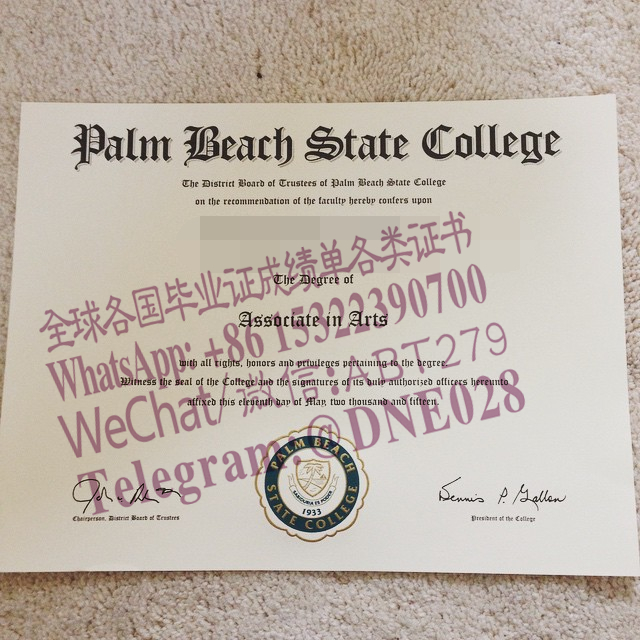 Palm Beach State College
The District Board of Trustees of Palm Beach State College
on the recommendation of the faculty hereby confers upon
The Degree of
全球各国毕业证成绩单各类证书
Associate in Arts
WhatsApp: +86 15322390700
with all rights, honors and privileges pertaining to the degree.
Witness the seal of the College and the signatures of its duly authorized officers hereunto
WeChat/微信: ART279
affixed this eleventh day of May, two thousand and fifteen.
Telegram: @DNE028
PALM BEACH
STATE COLLEGE
1933
Dennis P. Gallon
Chairperson, District Board of Trustees
President of the College